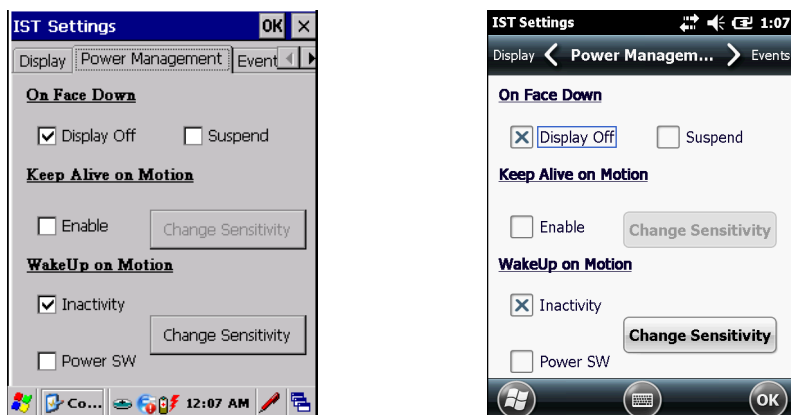 IST Settings OK ×
Display Power Management Event
On Face Down
Display Off Suspend
Keep Alive on Motion
Enable Change Sensitivity
WakeUp on Motion
Inactivity
Change Sensitivity
Power SW
Co... 12:07 AM
IST Settings 1:07
Display Power Managem... Events
On Face Down
Display Off Suspend
Keep Alive on Motion
Enable Change Sensitivity
WakeUp on Motion
Inactivity
Change Sensitivity
Power SW
OK